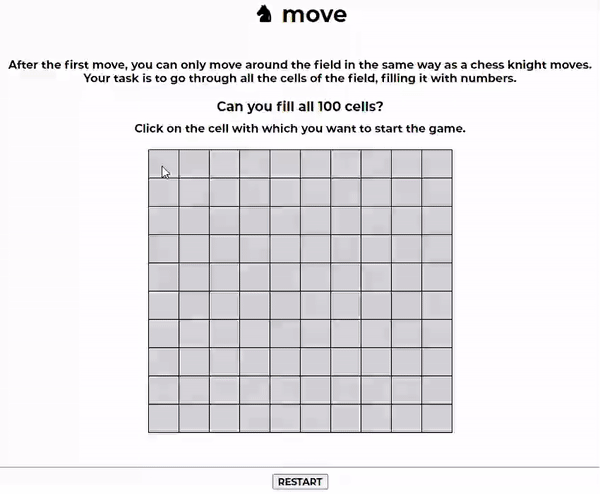 ♞ move
After the first move, you can only move around the field in the same way as a chess knight moves.
Your task is to go through all the cells of the field, filling it with numbers.
Can you fill all 100 cells?
Click on the cell with which you want to start the game.
RESTART